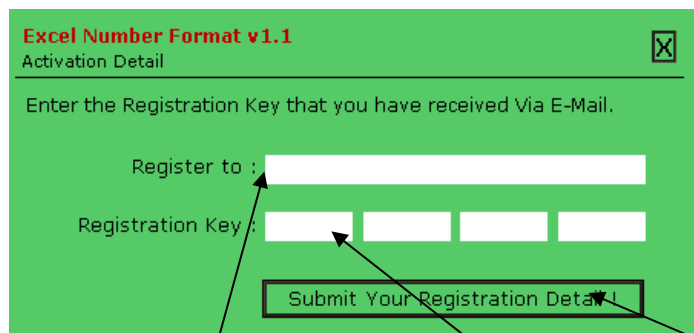 Excel Number Format v1.1
X
Activation Detail
Enter the Registration Key that you have received Via E-Mail.
Register to :
Registration Key :
Submit Your Registration Detail !